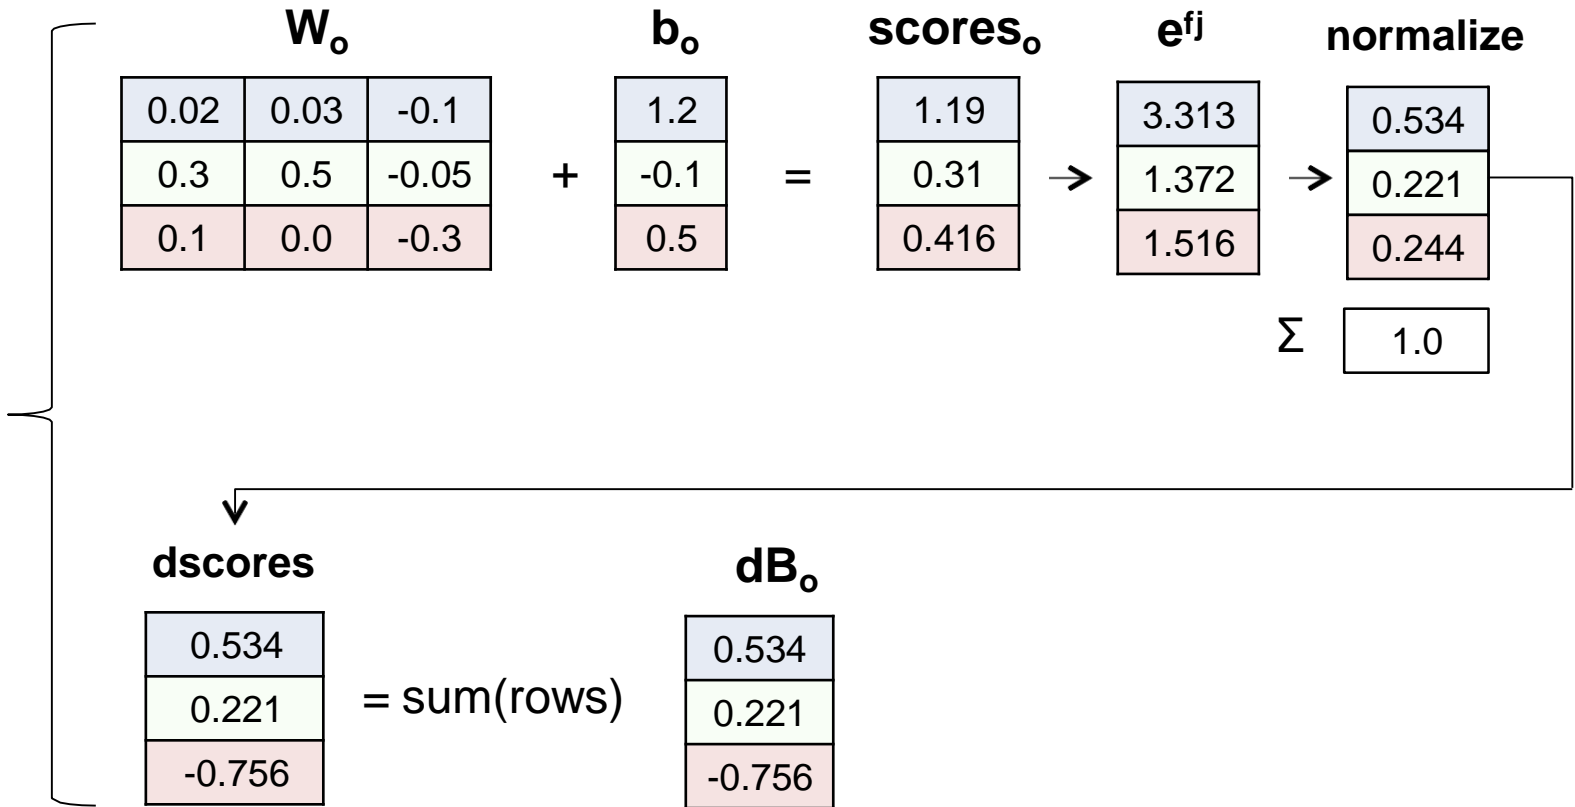 Wo bo scoreso efj normalize
0.02 0.03 -0.1 1.2 1.19 3.313 0.534
0.3 0.5 -0.05 + -0.1 = 0.31 → 1.372 → 0.221
0.1 0.0 -0.3 0.5 0.416 1.516 0.244
Σ 1.0
dscores dBo
0.534 0.534
0.221 = sum(rows) 0.221
-0.756 -0.756